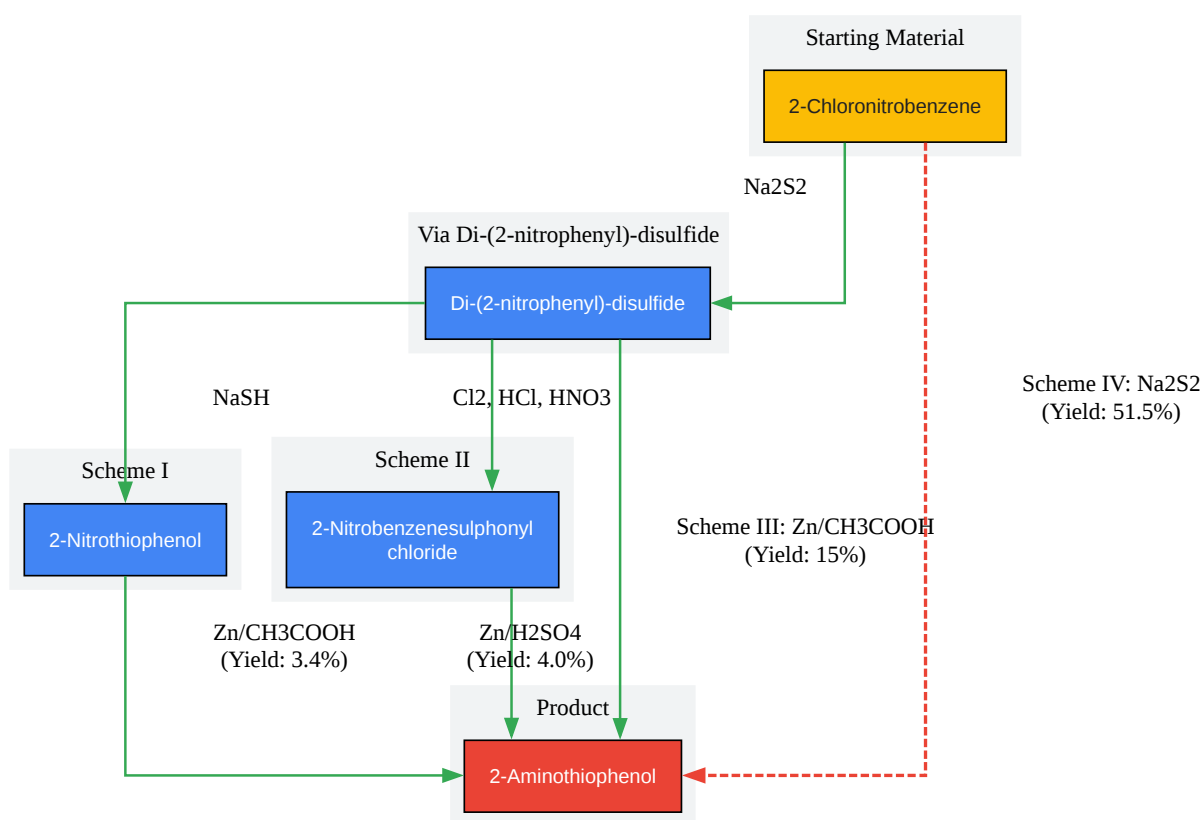 Starting Material
2-Chloronitrobenzene
Na2S2
Via Di-(2-nitrophenyl)-disulfide
Di-(2-nitrophenyl)-disulfide
NaSH
Cl2, HCl, HNO3
Scheme IV: Na2S2
(Yield: 51.5%)
Scheme I
2-Nitrothiophenol
Scheme II
2-Nitrobenzenesulphonyl
chloride
Scheme III: Zn/CH3COOH
(Yield: 15%)
Zn/CH3COOH
(Yield: 3.4%)
Zn/H2SO4
(Yield: 4.0%)
Product
2-Aminothiophenol